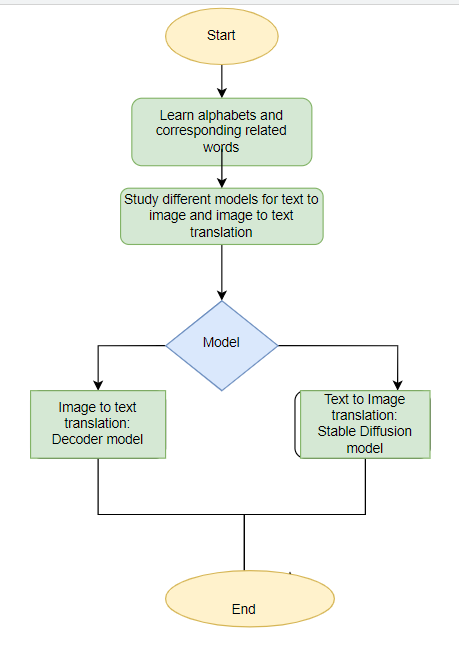 Start
Learn alphabets and
corresponding related
words
Study different models for text to
image and image to text
translation
Model
Image to text
translation:
Decoder model
Text to Image
translation:
Stable Diffusion
model
End